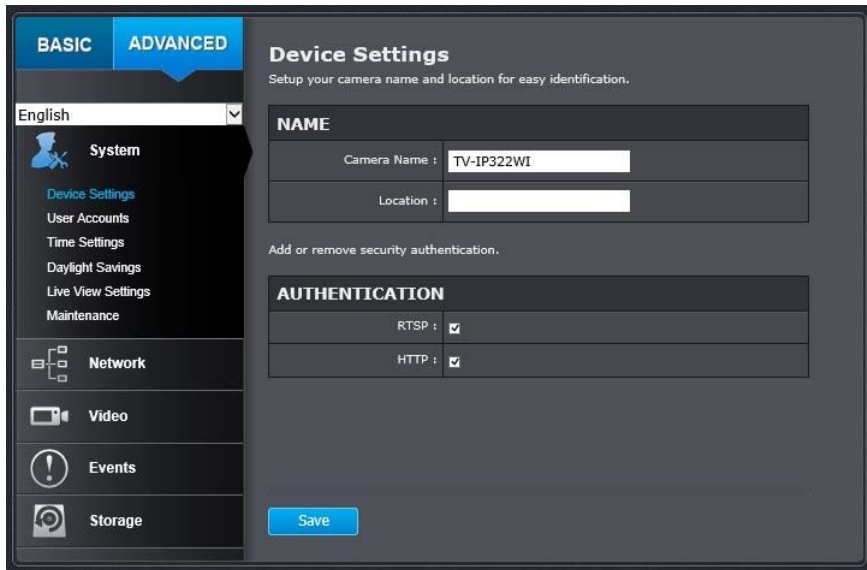 BASIC
ADVANCED
English
System
Device Settings
User Accounts
Time Settings
Daylight Savings
Live View Settings
Maintenance
Network
Video
Events
Storage
Device Settings
Setup your camera name and location for easy identification.
NAME
Camera Name : TV-IP322WI
Location :
Add or remove security authentication.
AUTHENTICATION
RTSP :
HTTP :
Save